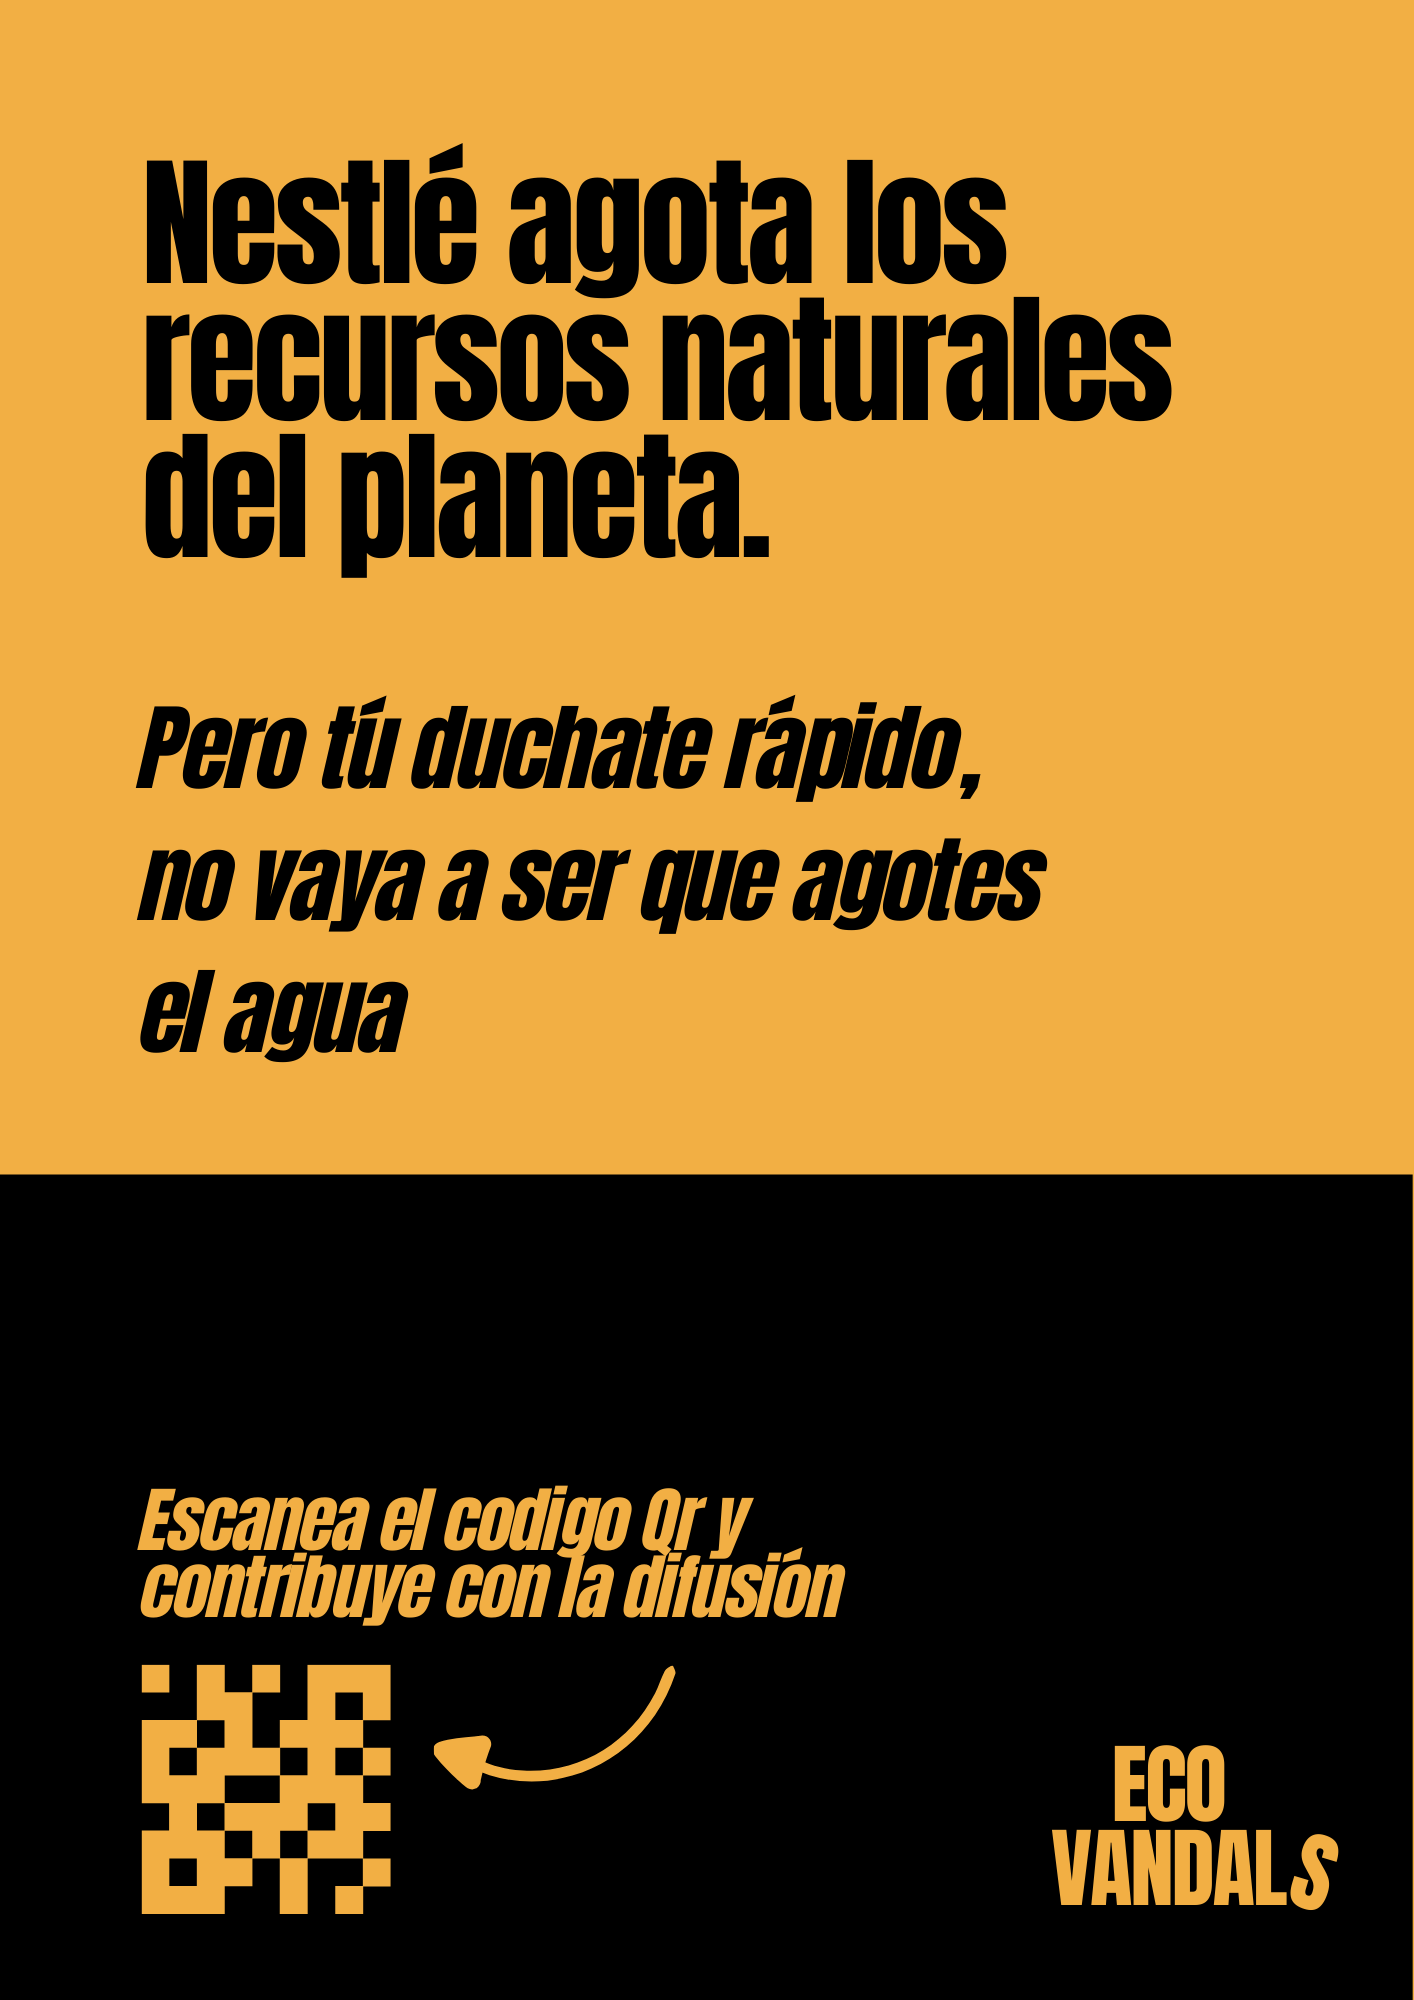 Nestlé agota los
recursos naturales
del planeta.
Pero tú duchate rápido,
no vaya a ser que agotes
el agua
Escanea el codigo Qr y
contribuye con la difusión
ECO
VANDALS